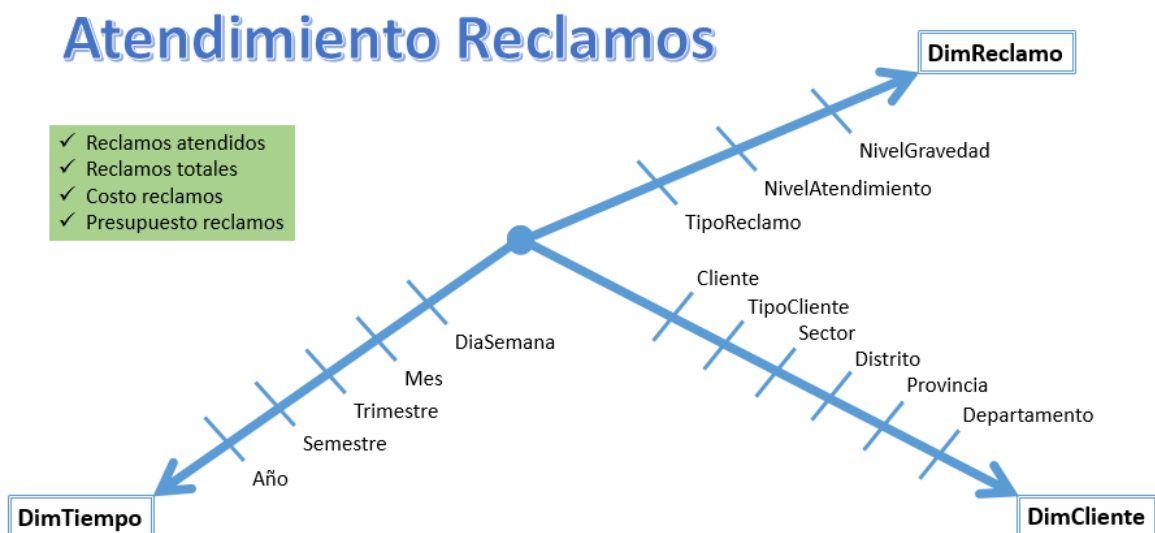 Atendimiento Reclamos
DimReclamo
✓ Reclamos atendidos
✓ Reclamos totales
✓ Costo reclamos
✓ Presupuesto reclamos
NivelGravedad
NivelAtendimiento
TipoReclamo
Cliente
TipoCliente
Sector
Distrito
Provincia
Departamento
DiaSemana
Mes
Trimestre
Semestre
Año
DimTiempo
DimCliente